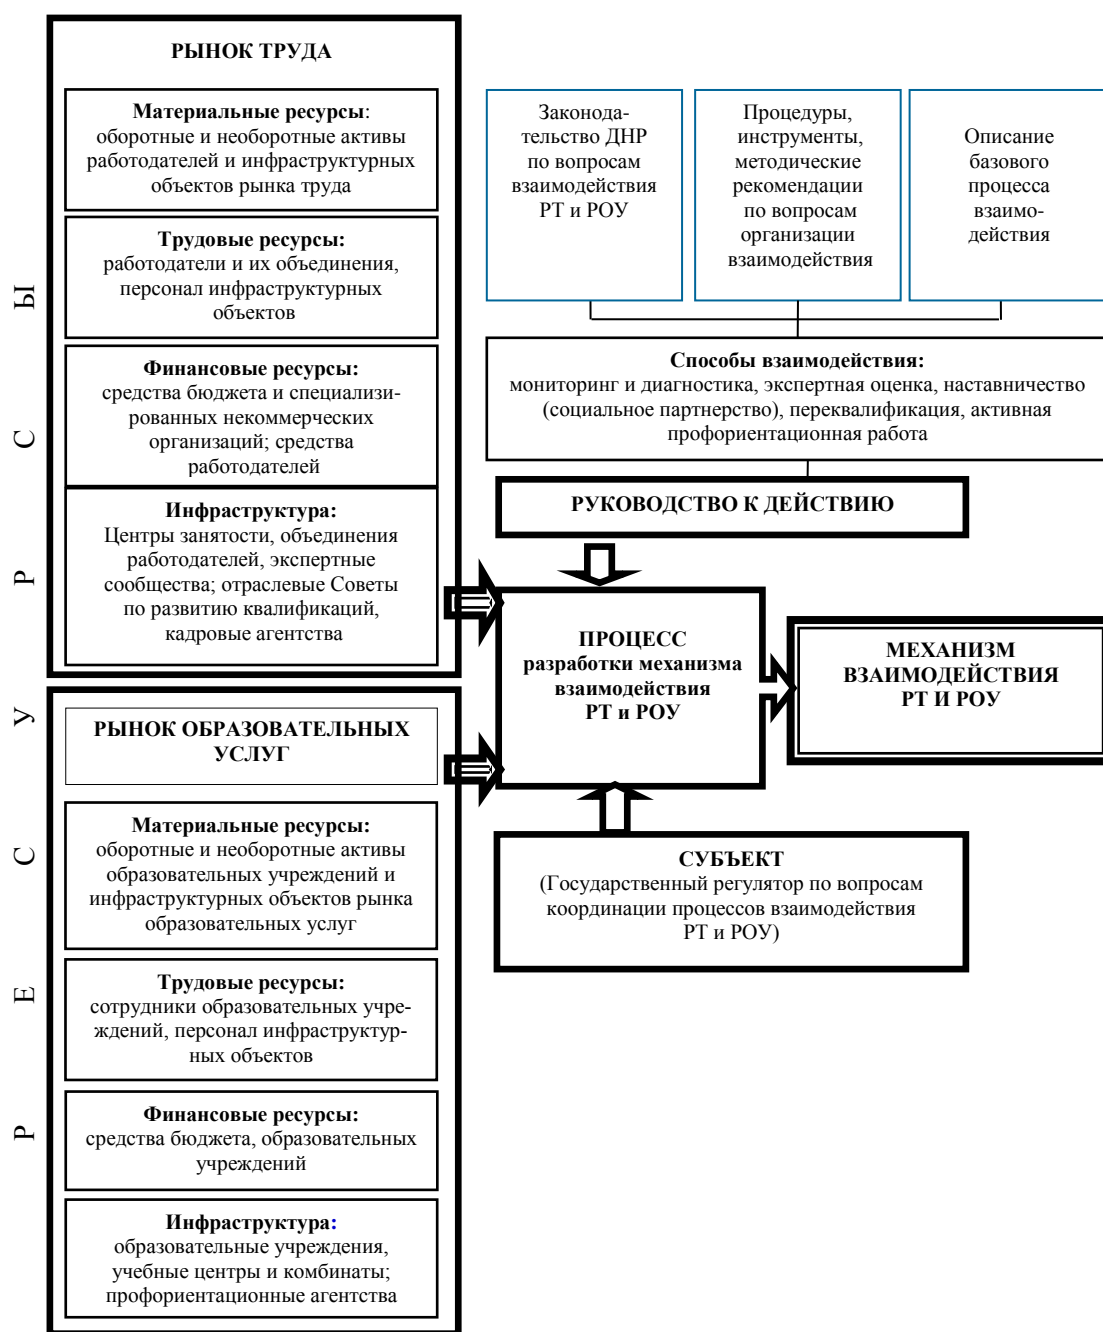 РЫНОК ТРУДА
Материальные ресурсы:
оборотные и необоротные активы
работодателей и инфраструктурных
объектов рынка труда
Трудовые ресурсы:
работодатели и их объединения,
персонал инфраструктурных
объектов
Финансовые ресурсы:
средства бюджета и специализи-
рованных некоммерческих
организаций; средства
работодателей
Инфраструктура:
Центры занятости, объединения
работодателей, экспертные
сообщества; отраслевые Советы
по развитию квалификаций,
кадровые агентства
РЫНОК ОБРАЗОВАТЕЛЬНЫХ
УСЛУГ
Материальные ресурсы:
оборотные и необоротные активы
образовательных учреждений и
инфраструктурных объектов рынка
образовательных услуг
Трудовые ресурсы:
сотрудники образовательных учре-
ждений, персонал инфраструктур-
ных объектов
Финансовые ресурсы:
средства бюджета, образовательных
учреждений
Инфраструктура:
образовательные учреждения,
учебные центры и комбинаты;
профориентационные агентства
Р Е С У Р С Ы
Законода-
тельство ДНР
по вопросам
взаимодействия
РТ и РОУ
Процедуры,
инструменты,
методические
рекомендации
по вопросам
организации
взаимодействия
Описание
базового
процесса
взаимо-
действия
Способы взаимодействия:
мониторинг и диагностика, экспертная оценка, наставничество
(социальное партнерство), переквалификация, активная
профориентационная работа
РУКОВОДСТВО К ДЕЙСТВИЮ
ПРОЦЕСС
разработки механизма
взаимодействия
РТ и РОУ
МЕХАНИЗМ
ВЗАИМОДЕЙСТВИЯ
РТ И РОУ
СУБЪЕКТ
(Государственный регулятор по вопросам
координации процессов взаимодействия
РТ и РОУ)